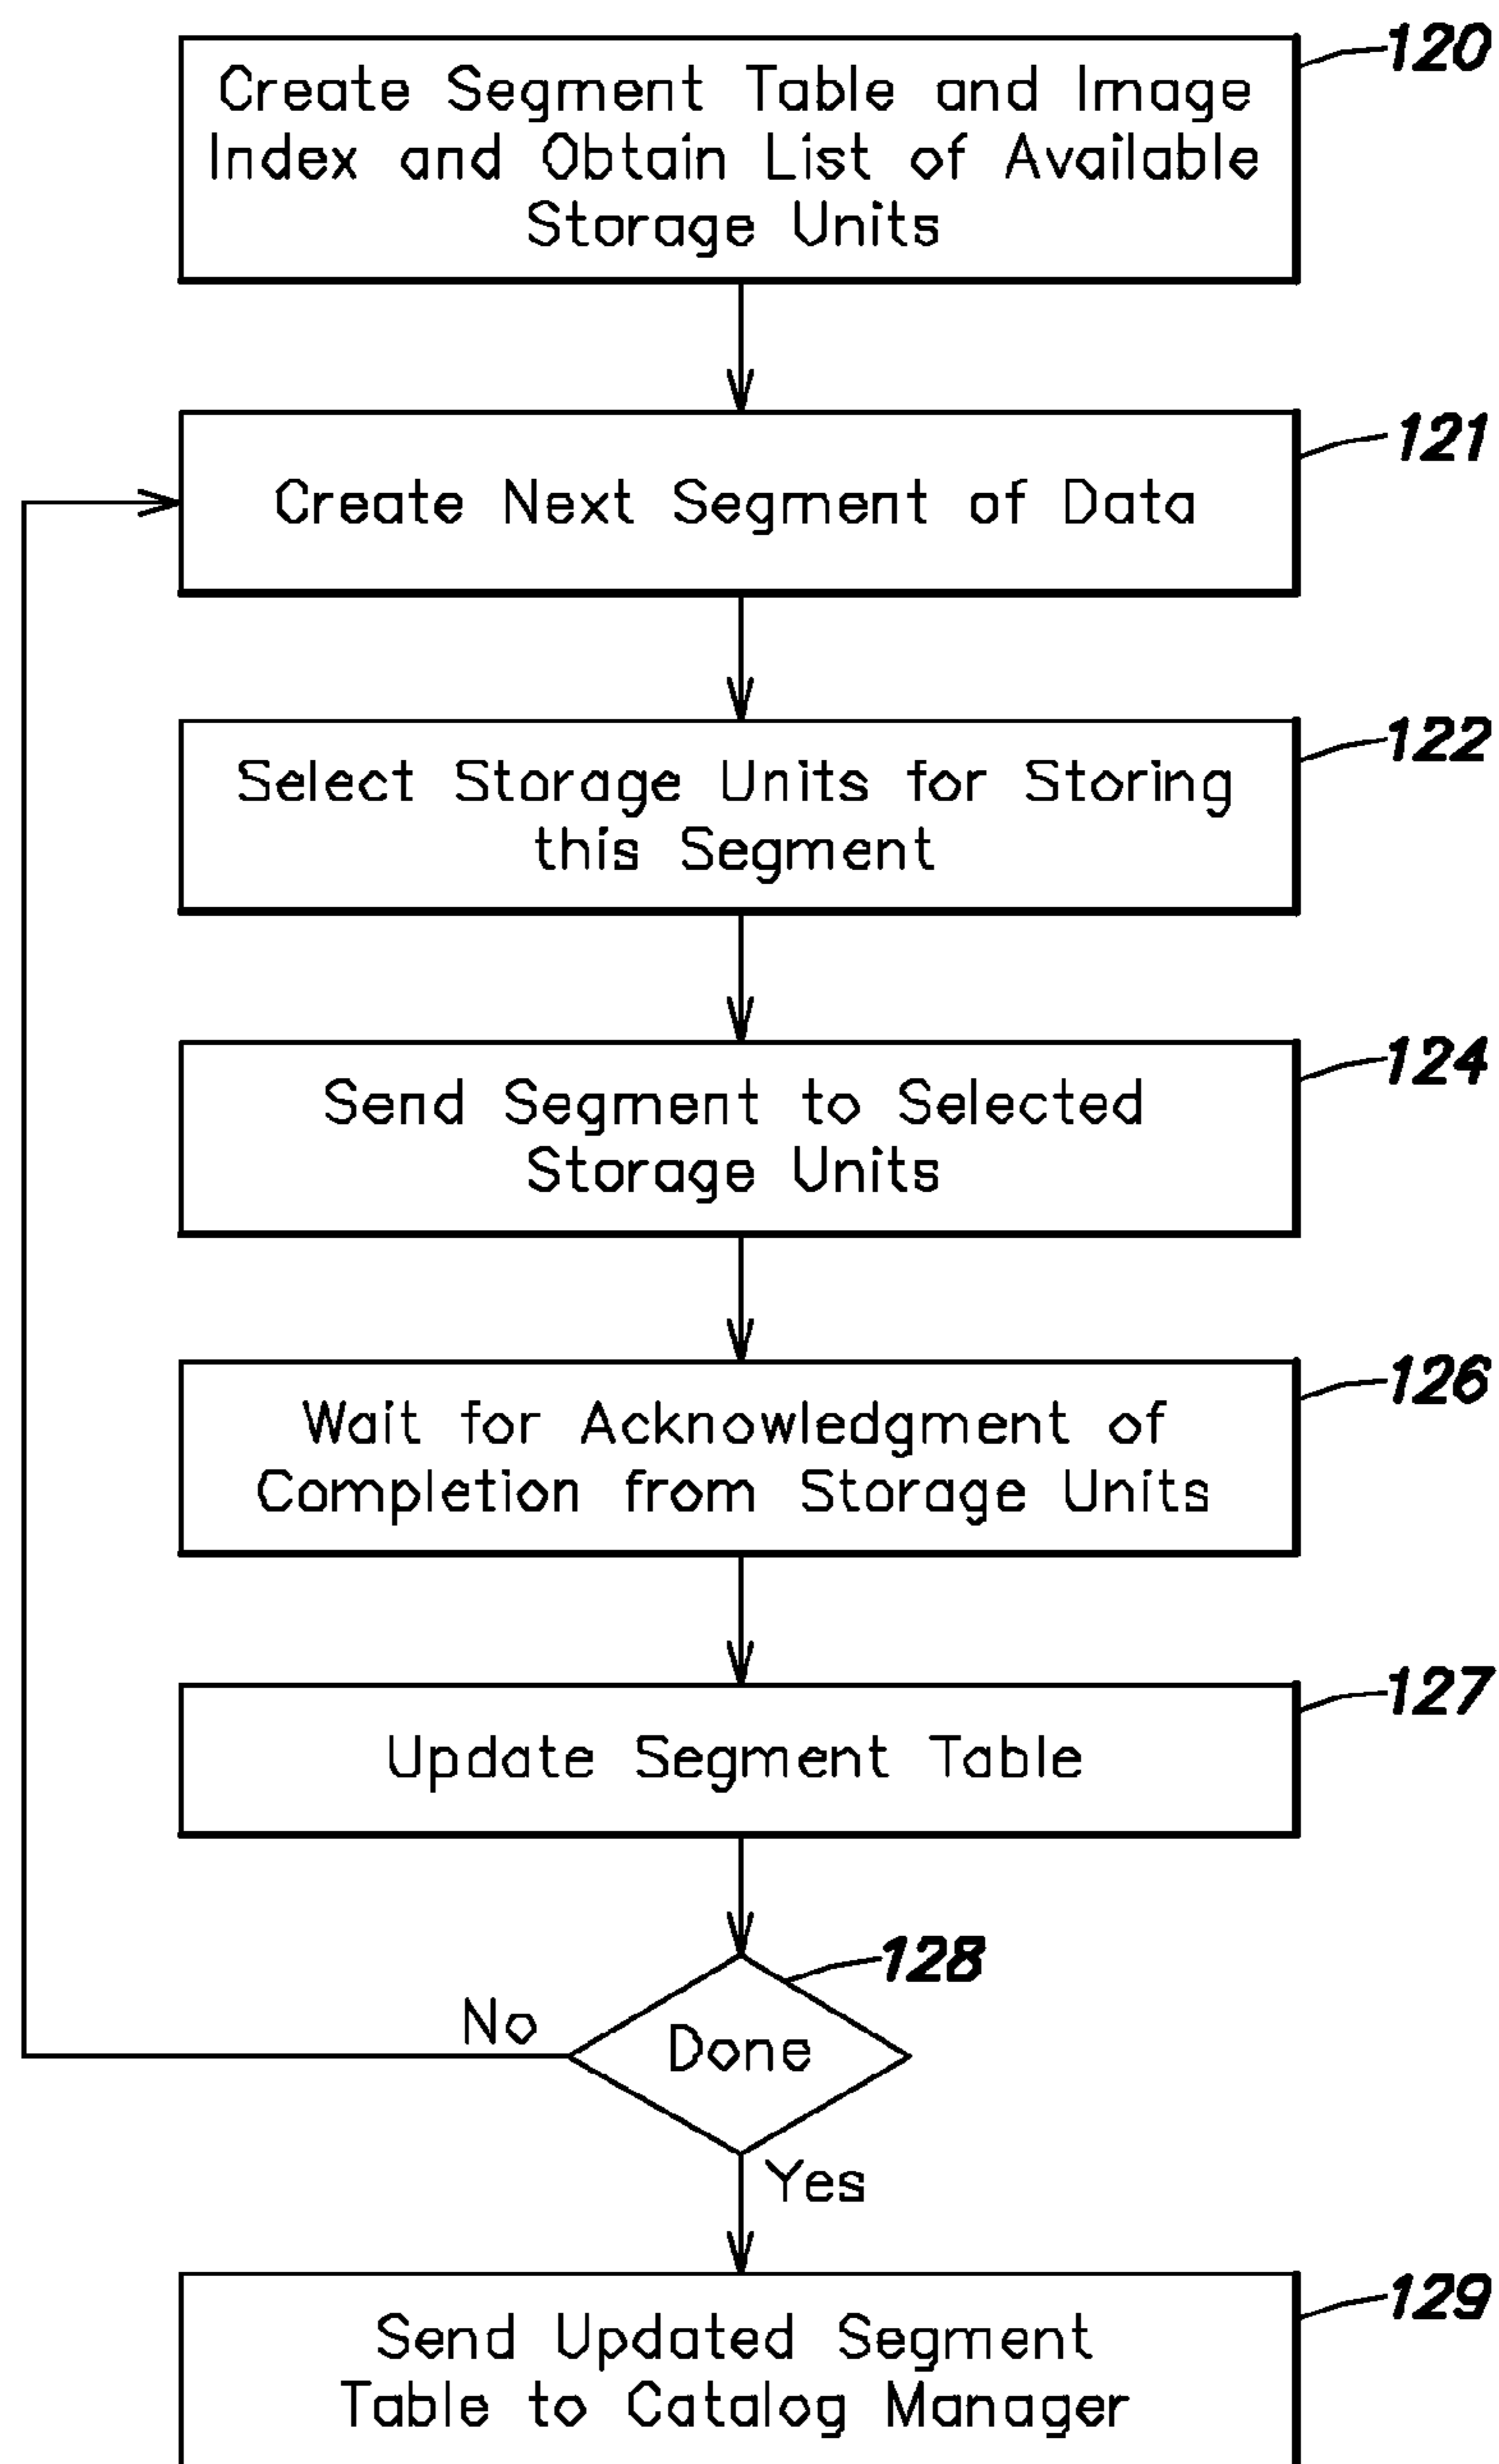 120
Create Segment Table and Image
Index and Obtain List of Available
Storage Units
121
Create Next Segment of Data
122
Select Storage Units for Storing
this Segment
124
Send Segment to Selected
Storage Units
126
Wait for Acknowledgment of
Completion from Storage Units
127
Update Segment Table
128
No
Done
Yes
129
Send Updated Segment
Table to Catalog Manager